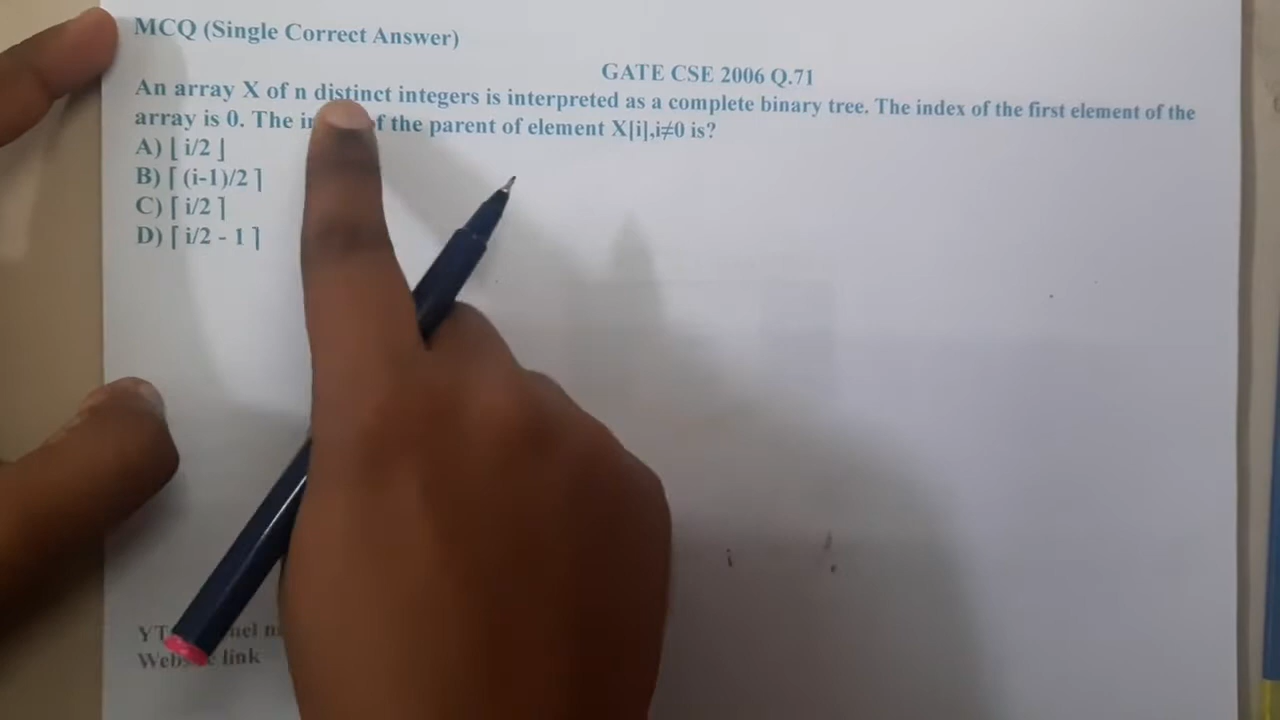 MCQ (Single Correct Answer)
GATE CSE 2006 Q.71
An array X of n distinct integers is interpreted as a complete binary tree. The index of the first element of the
array is 0. The of the parent of element X[i],i≠0 is?
A) ⌊ i/2 ⌋
B) ⌈ (i-1)/2 ⌉
C) ⌈ i/2 ⌉
D) ⌈ i/2 - 1 ⌉
YT
link